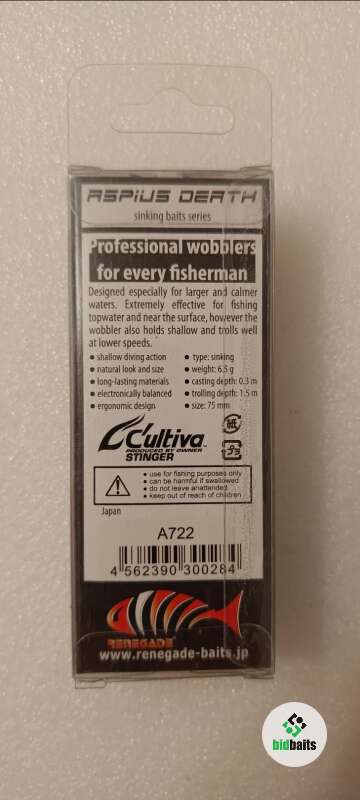 ASPIUS DEATH
sinking baits series
Professional wobblers
for every fisherman
Designed especially for larger and calmer
waters. Extremely effective for fishing
topwater and near the surface, however the
wobbler also holds shallow and trolls well
at lower speeds.
• shallow diving action
• natural look and size
• long-lasting materials
• electronically balanced
• ergonomic design
• type: sinking
• weight: 6.5 g
• casting depth: 0.3 m
• trolling depth: 1.5 m
• size: 75 mm
C'ultiva
PRODUCED BY OWNER
STINGER
紙
プラ
• use for fishing purposes only
• can be harmful if swallowed
• do not leave anattended
• keep out of reach of children
Japan
A722
4 562390 300284
RENEGADE
www.renegade-baits.jp
bidbaits